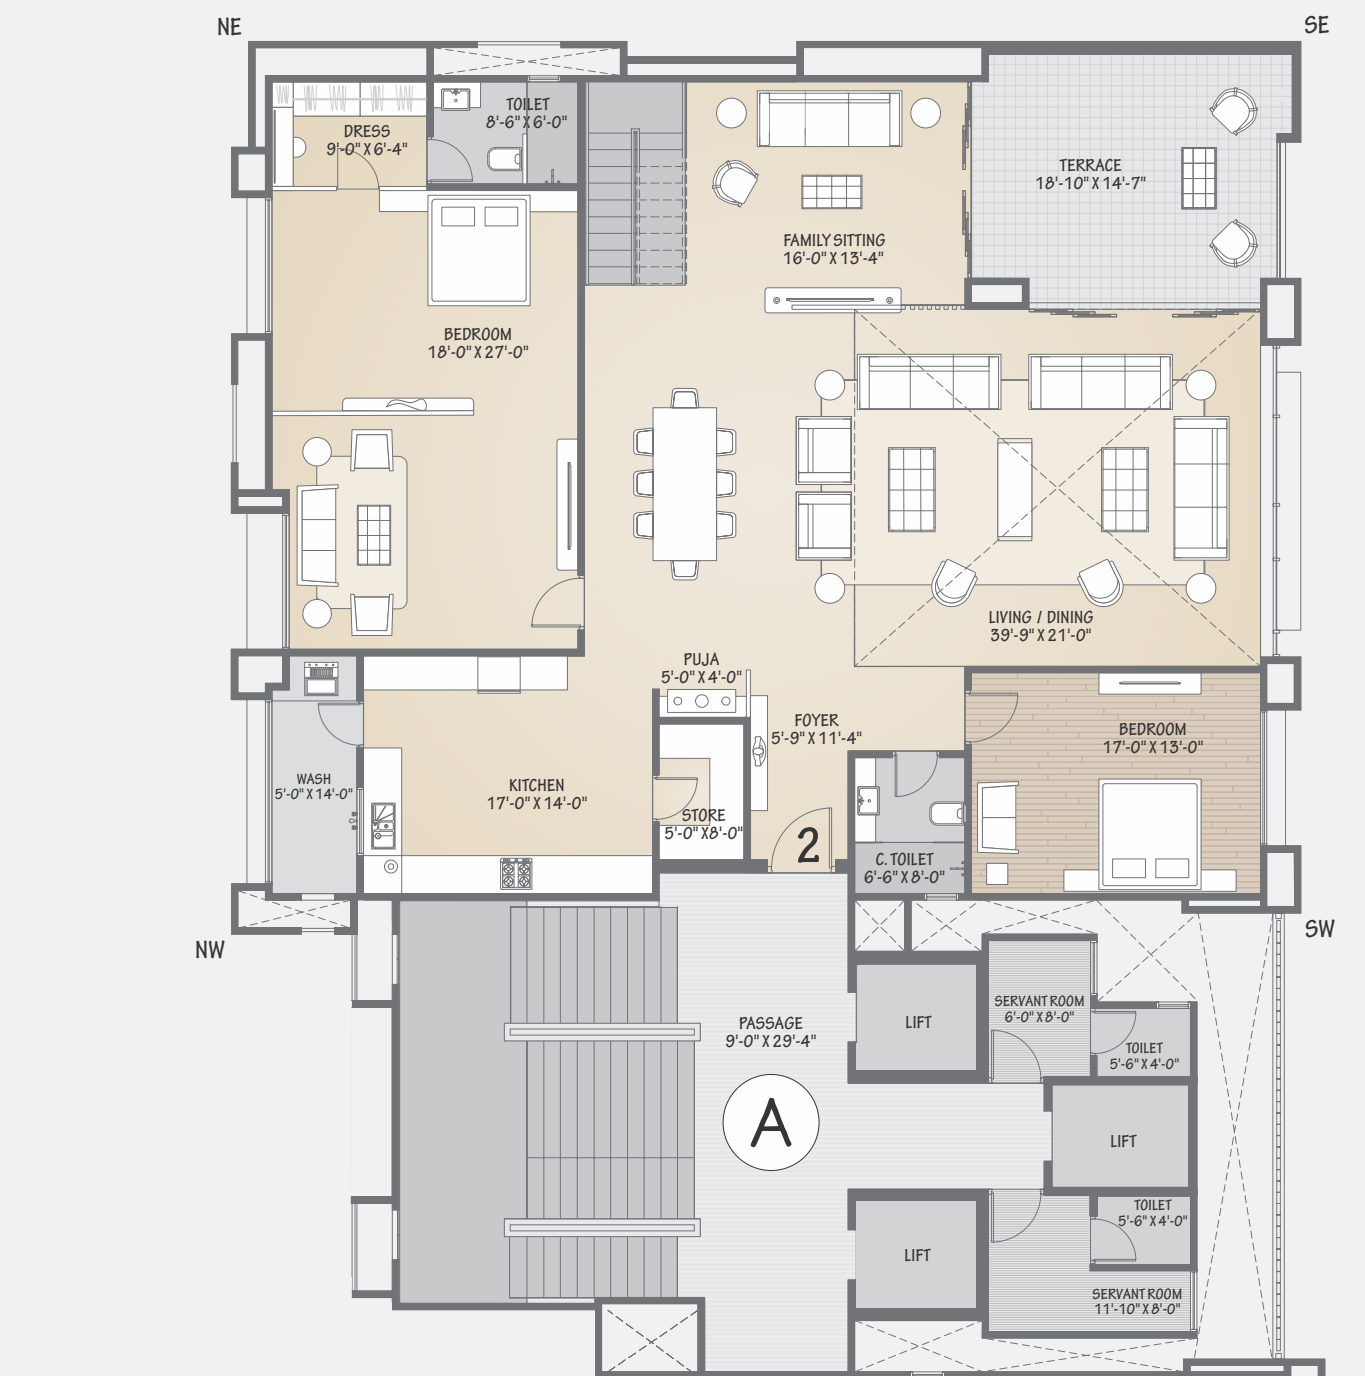 NE
SE
TOILET
8'-6" X 6'-0"
DRESS
9'-0" X 6'-4"
TERRACE
18'-10" X 14'-7"
FAMILY SITTING
16'-0" X 13'-4"
BEDROOM
18'-0" X 27'-0"
LIVING / DINING
39'-9" X 21'-0"
PUJA
5'-0" X 4'-0"
FOYER
5'-9" X 11'-4"
BEDROOM
17'-0" X 13'-0"
WASH
5'-0" X 14'-0"
KITCHEN
17'-0" X 14'-0"
STORE
5'-0" X 8'-0"
2
C. TOILET
6'-6" X 8'-0"
NW
SW
PASSAGE
9'-0" X 29'-4"
LIFT
SERVANT ROOM
6'-0" X 8'-0"
TOILET
5'-6" X 4'-0"
A
LIFT
TOILET
5'-6" X 4'-0"
LIFT
SERVANT ROOM
11'-10" X 8'-0"